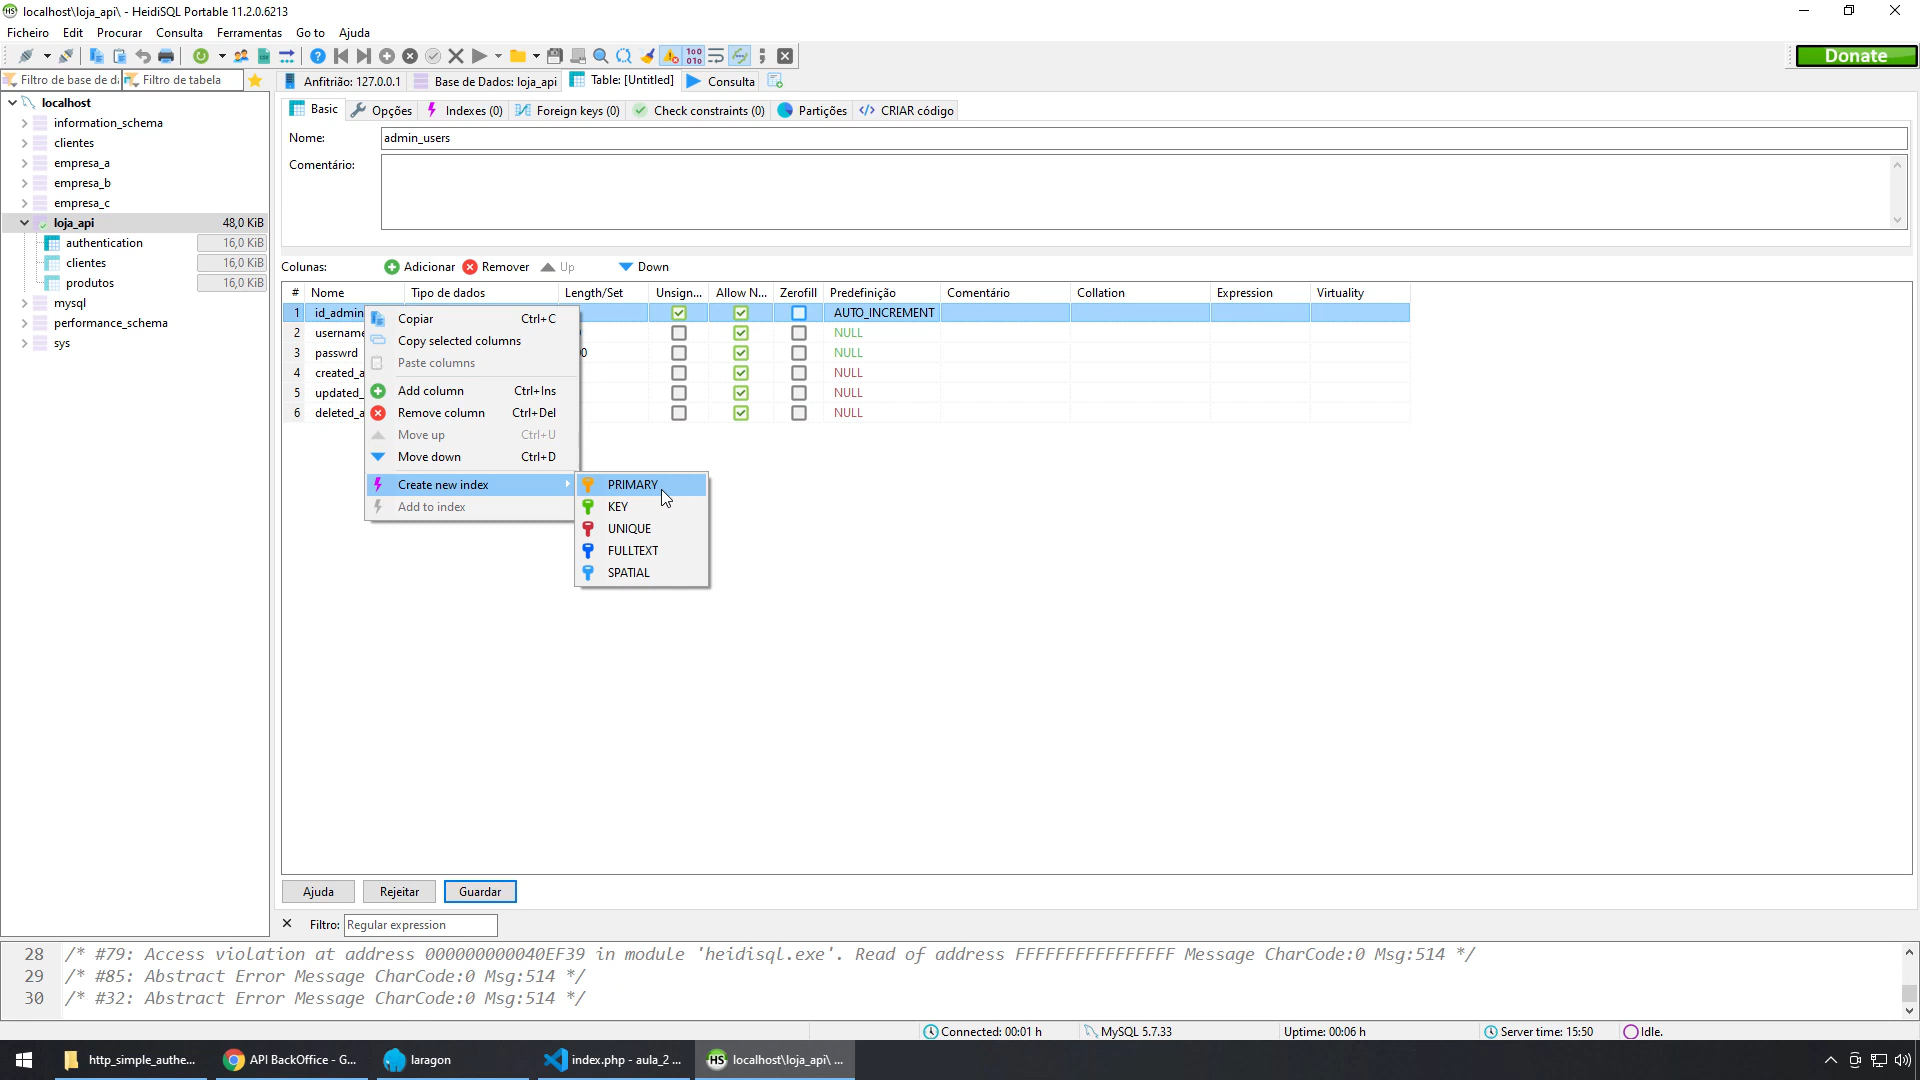 localhost\loja_api\ - HeidiSQL Portable 11.2.0.6213
Ficheiro Edit Procurar Consulta Ferramentas Go to Ajuda
Donate
Filtro de base de d Filtro de tabela
Anfitrião: 127.0.0.1 Base de Dados: loja_api Table: [Untitled] Consulta
localhost
information_schema
clientes
empresa_a
empresa_b
empresa_c
loja_api 48,0 KiB
authentication 16,0 KiB
clientes 16,0 KiB
produtos 16,0 KiB
mysql
performance_schema
sys
Basic Opções Indexes (0) Foreign keys (0) Check constraints (0) Partições CRIAR código
Nome: admin_users
Comentário:
Colunas: Adicionar Remover Up Down
# Nome Tipo de dados Length/Set Unsign... Allow N... Zerofill Predefinição Comentário Collation Expression Virtuality
1 id_admin AUTO_INCREMENT
2 username NULL
3 passwrd NULL
4 created_a NULL
5 updated_ NULL
6 deleted_a NULL
Copiar Ctrl+C
Copy selected columns
Paste columns
Add column Ctrl+Ins
Remove column Ctrl+Del
Move up Ctrl+U
Move down Ctrl+D
Create new index
Add to index
PRIMARY
KEY
UNIQUE
FULLTEXT
SPATIAL
Ajuda Rejeitar Guardar
Filtro: Regular expression
28 /* #79: Access violation at address 000000000040EF39 in module 'heidisql.exe'. Read of address FFFFFFFFFFFFFFFF Message CharCode:0 Msg:514 */
29 /* #85: Abstract Error Message CharCode:0 Msg:514 */
30 /* #32: Abstract Error Message CharCode:0 Msg:514 */
Connected: 00:01 h MySQL 5.7.33 Uptime: 00:06 h Server time: 15:50 Idle.
http_simple_authe... API BackOffice - G... laragon index.php - aula_2 ... localhost\loja_api\ ...